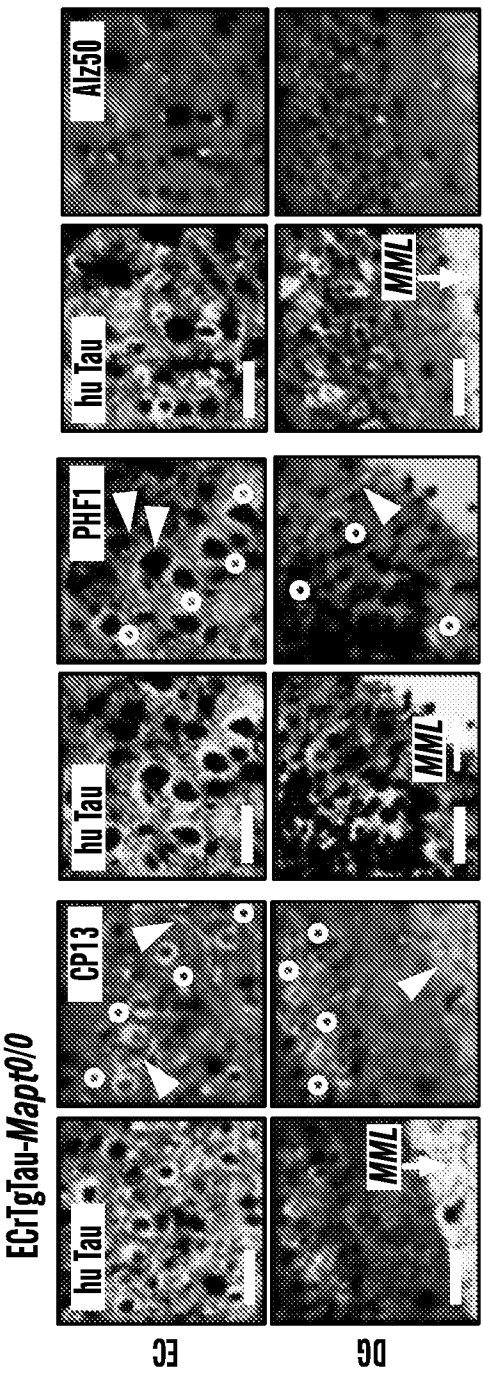 ECrTgTau-Mapt0/0
hu Tau
CP13
hu Tau
PHF1
hu Tau
Alz50
EC
MML
MML
MML
DG